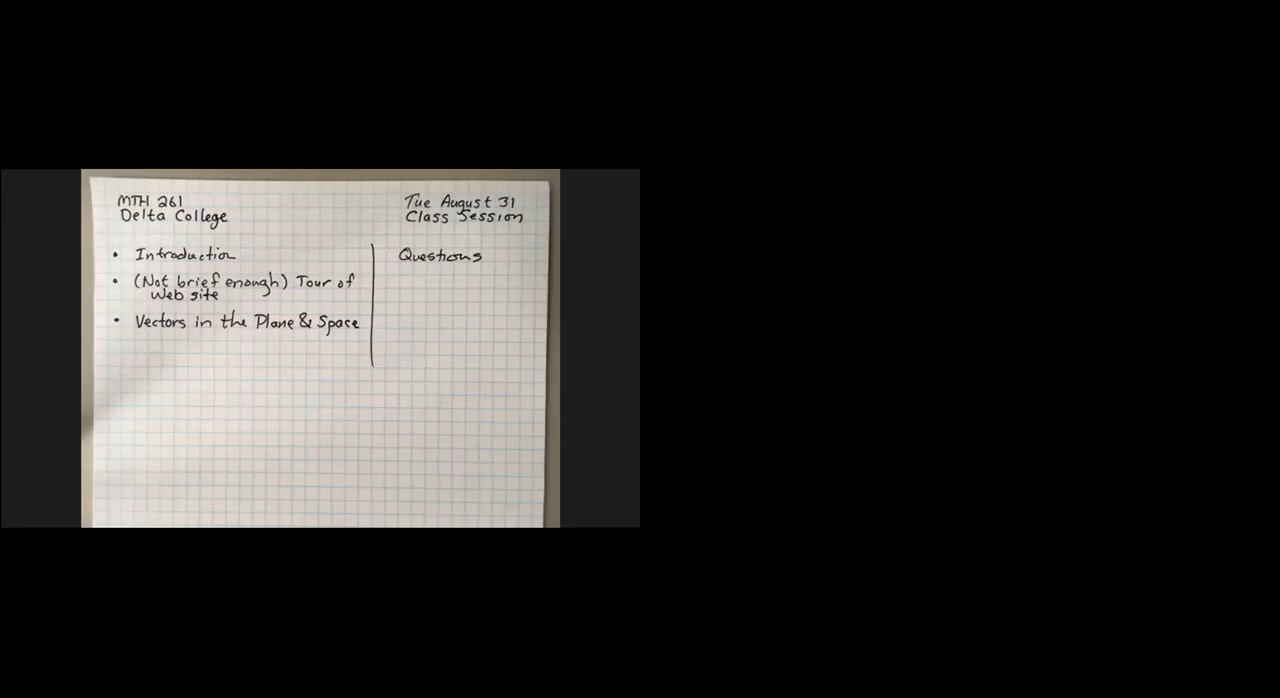 MTH 261
Delta College
Tue August 31
Class Session
• Introduction
• (Not brief enough) Tour of
Web site
• Vectors in the Plane & Space
Questions